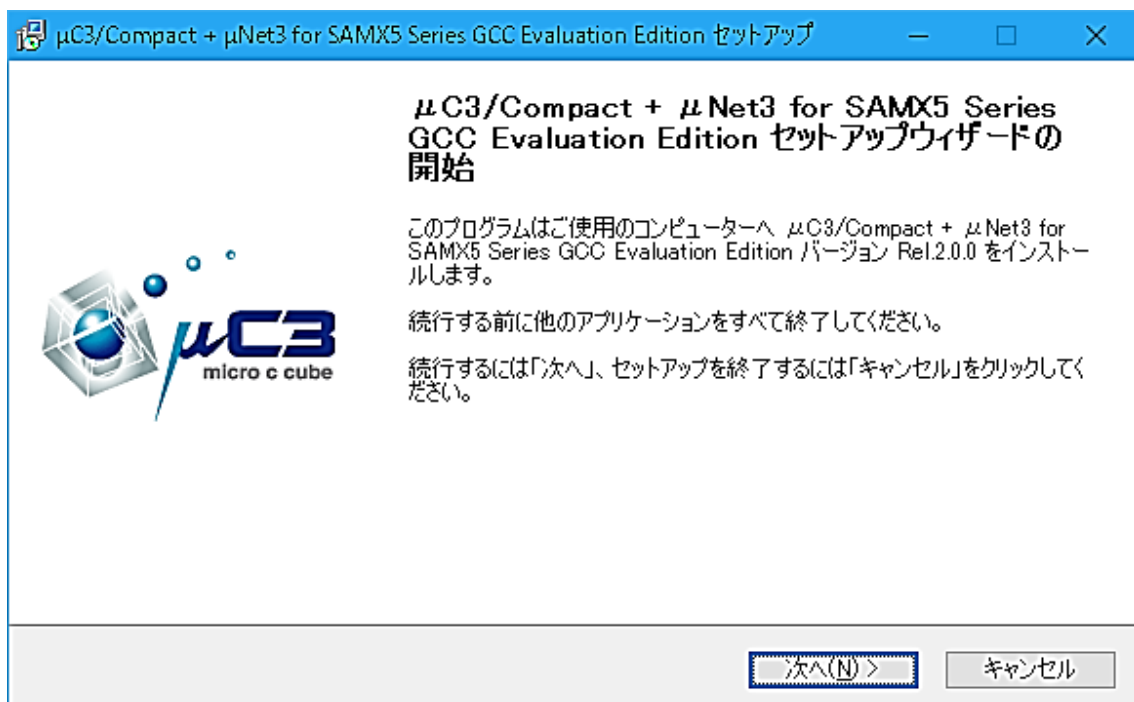 μC3/Compact + μNet3 for SAMX5 Series GCC Evaluation Edition セットアップ
μC3/Compact + μNet3 for SAMX5 Series
GCC Evaluation Edition セットアップウィザードの
開始
このプログラムはご使用のコンピューターへ μC3/Compact + μNet3 for
SAMX5 Series GCC Evaluation Edition バージョン Rel.2.0.0 をインストー
ルします。
続行する前に他のアプリケーションをすべて終了してください。
続行するには「次へ」、セットアップを終了するには「キャンセル」をクリックしてく
ださい。
μC3
micro c cube
次へ(N) >
キャンセル